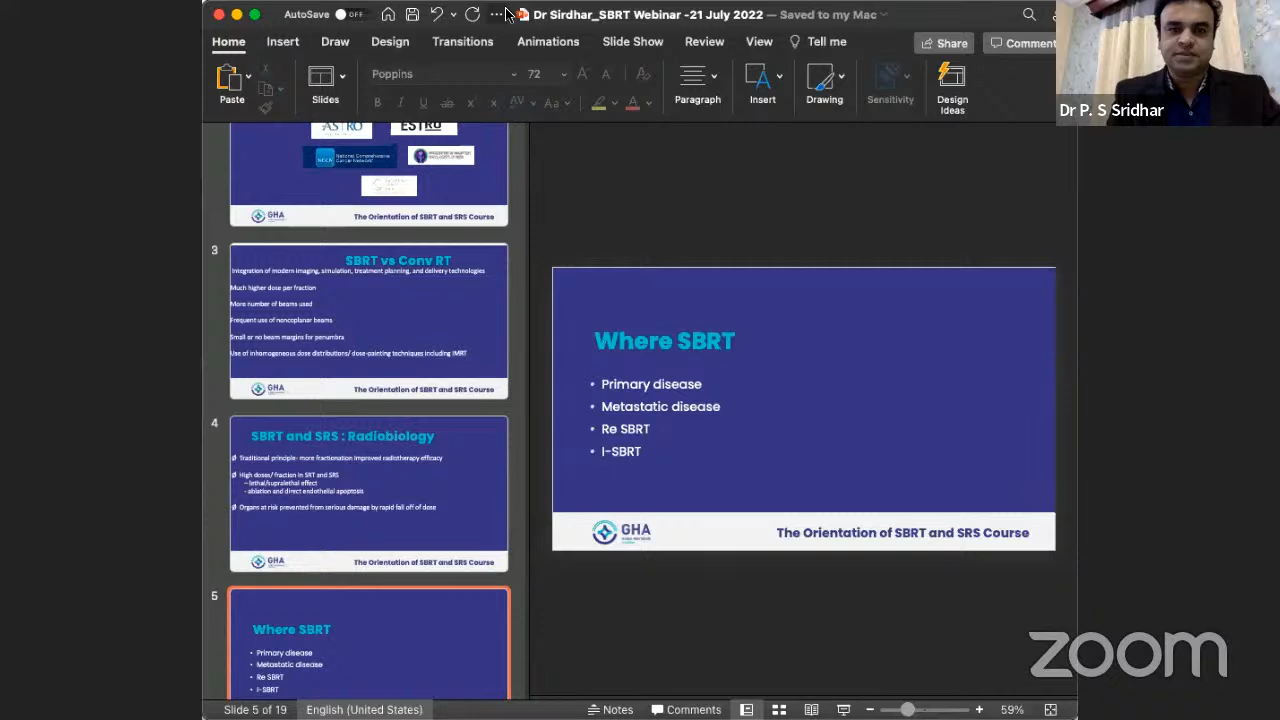 AutoSave OFF
Dr Sirdhar_SBRT Webinar -21 July 2022 — Saved to my Mac
Home Insert Draw Design Transitions Animations Slide Show Review View Tell me Share Comment
Poppins 72
Paste Slides Paragraph Insert Drawing Sensitivity Design Ideas
Dr P. S Sridhar
ASTRO ESTRO
National Comprehensive Cancer Network
GHA The Orientation of SBRT and SRS Course
3
SBRT vs Conv RT
Integration of modern imaging, simulation, treatment planning, and delivery technologies
Much higher dose per fraction
More number of beams used
Frequent use of noncoplanar beams
Small or no beam margins for penumbra
Use of inhomogeneous dose distributions/ dose-painting techniques including IMRT
GHA The Orientation of SBRT and SRS Course
4
SBRT and SRS : Radiobiology
Ø Traditional principle- more fractionation improved radiotherapy efficacy
Ø High doses/ fraction in SRT and SRS
– lethal/supralethal effect
- ablation and direct endothelial apoptosis
Ø Organs at risk prevented from serious damage by rapid fall off of dose
GHA The Orientation of SBRT and SRS Course
5
Where SBRT
• Primary disease
• Metastatic disease
• Re SBRT
• I-SBRT
Where SBRT
• Primary disease
• Metastatic disease
• Re SBRT
• I-SBRT
GHA The Orientation of SBRT and SRS Course
zoom
Slide 5 of 19 English (United States) Notes Comments 59%